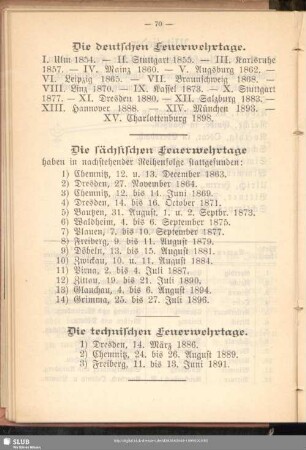 — 70 —
Die deutschen Feuerwehrtage.
I. Ulm 1854. — II. Stuttgart 1855. — III. Karlsruhe
1857. — IV. Mainz 1860. — V. Augsburg 1862. —
VI. Leipzig 1865. — VII. Braunschweig 1868. —
VIII. Linz 1870. — IX. Kassel 1873. — X. Stuttgart
1877. — XI. Dresden 1880. — XII. Salzburg 1883. —
XIII. Hannover 1888. — XIV. München 1893. —
XV. Charlottenburg 1898.
Die sächsischen Feuerwehrtage
haben in nachstehender Reihenfolge stattgefunden:
1) Chemnitz, 12. u. 13. December 1863.
2) Dresden, 27. November 1864.
3) Chemnitz, 12. bis 14. Juni 1869.
4) Dresden, 14. bis 16. October 1871.
5) Bautzen, 31. August, 1. u. 2. Septbr. 1873.
6) Waldheim, 4. bis 6. September 1875.
7) Plauen, 7. bis 10. September 1877.
8) Freiberg, 9. bis 11. August 1879.
9) Döbeln, 13. bis 15. August 1881.
10) Zwickau, 10. u. 11. August 1884.
11) Pirna, 2. bis 4. Juli 1887.
12) Zittau, 19. bis 21. Juli 1890.
13) Glauchau, 4. bis 6. August 1894.
14) Grimma, 25. bis 27. Juli 1896.
Die technischen Feuerwehrtage.
1) Dresden, 14. März 1886.
2) Chemnitz, 24. bis 26. August 1889.
3) Freiberg, 11. bis 13. Juni 1891.
SLUB